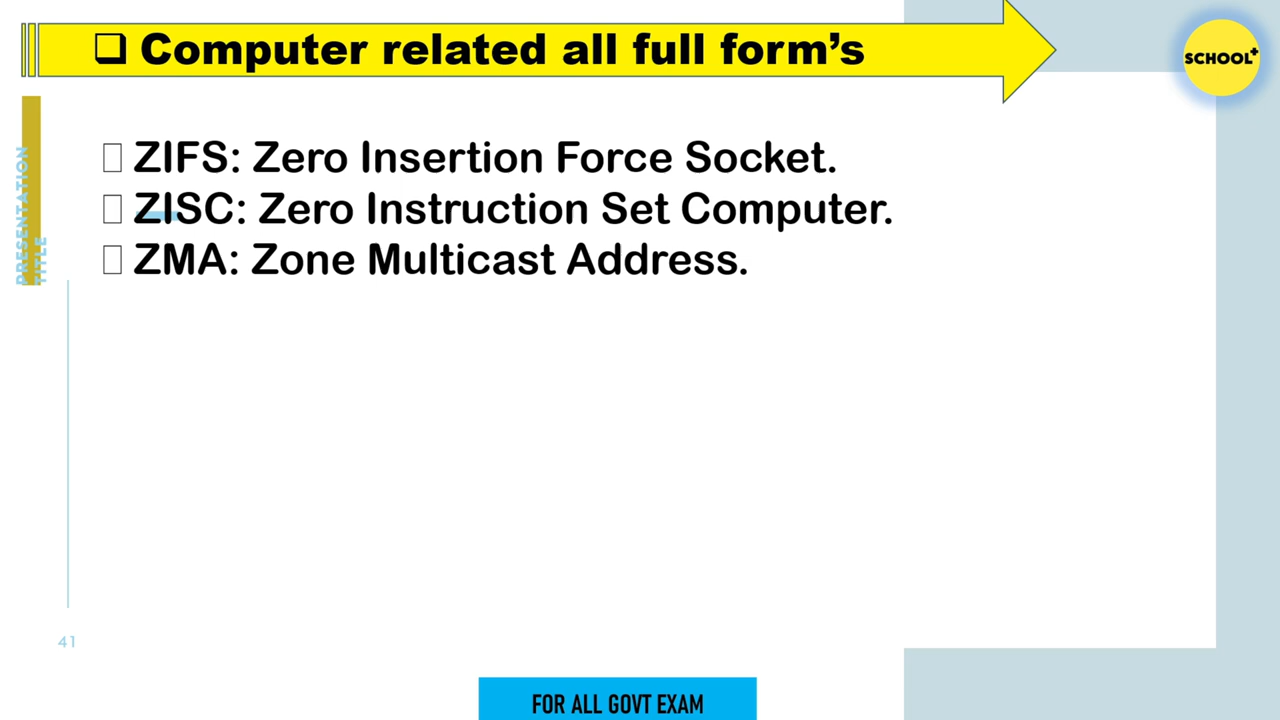 ❑ Computer related all full form’s
SCHOOL+
PRESENTATION
TITLE
ZIFS: Zero Insertion Force Socket.
ZISC: Zero Instruction Set Computer.
ZMA: Zone Multicast Address.
41
FOR ALL GOVT EXAM